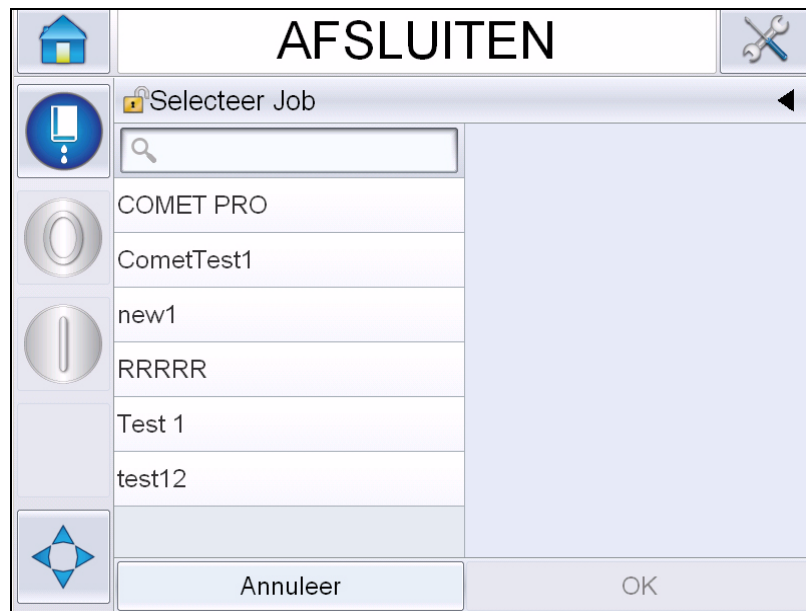 AFSLUITEN
Selecteer Job
COMET PRO
CometTest1
new1
RRRRR
Test 1
test12
Annuleer
OK